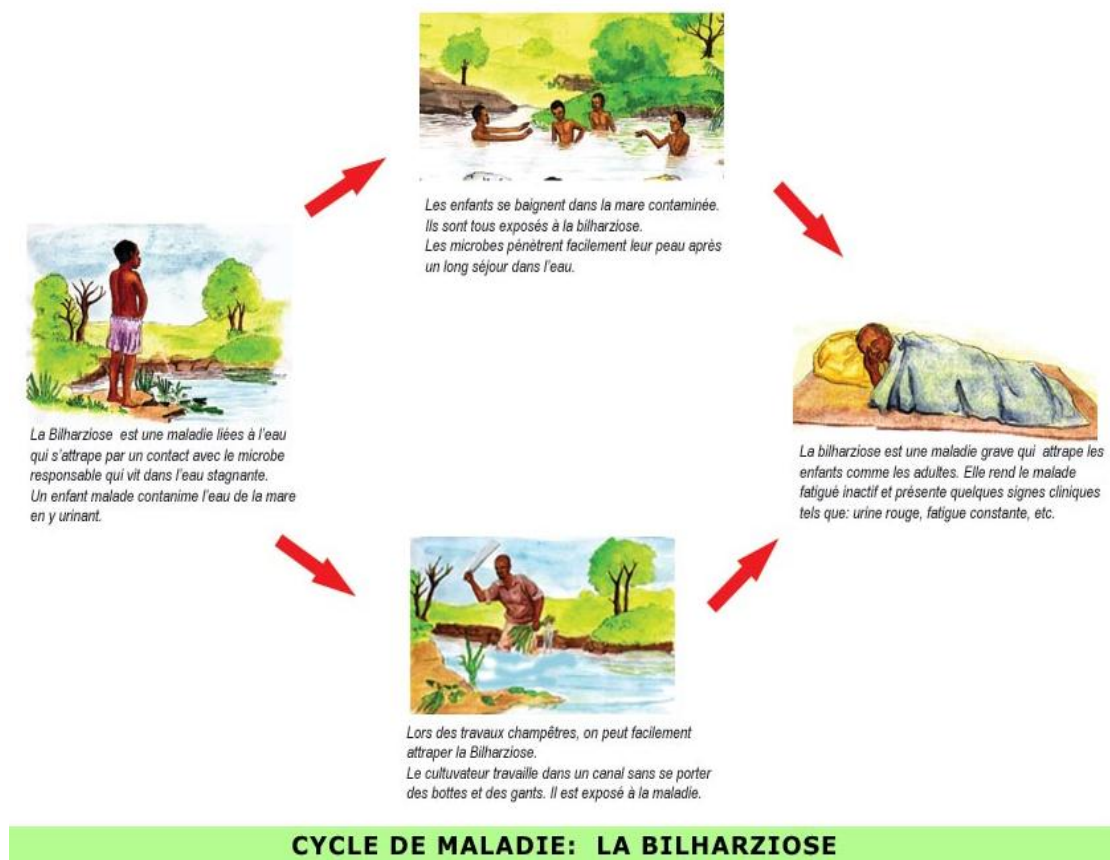 Les enfants se baignent dans la mare contaminée.
Ils sont tous exposés à la bilharziose.
Les microbes pénètrent facilement leur peau après
un long séjour dans l'eau.
La Bilharziose est une maladie liées à l'eau
qui s'attrape par un contact avec le microbe
responsable qui vit dans l'eau stagnante.
Un enfant malade contanime l'eau de la mare
en y urinant.
La bilharziose est une maladie grave qui attrape les
enfants comme les adultes. Elle rend le malade
fatigué inactif et présente quelques signes cliniques
tels que: urine rouge, fatigue constante, etc.
Lors des travaux champêtres, on peut facilement
attraper la Bilharziose.
Le cultuvateur travaille dans un canal sans se porter
des bottes et des gants. Il est exposé à la maladie.
CYCLE DE MALADIE: LA BILHARZIOSE